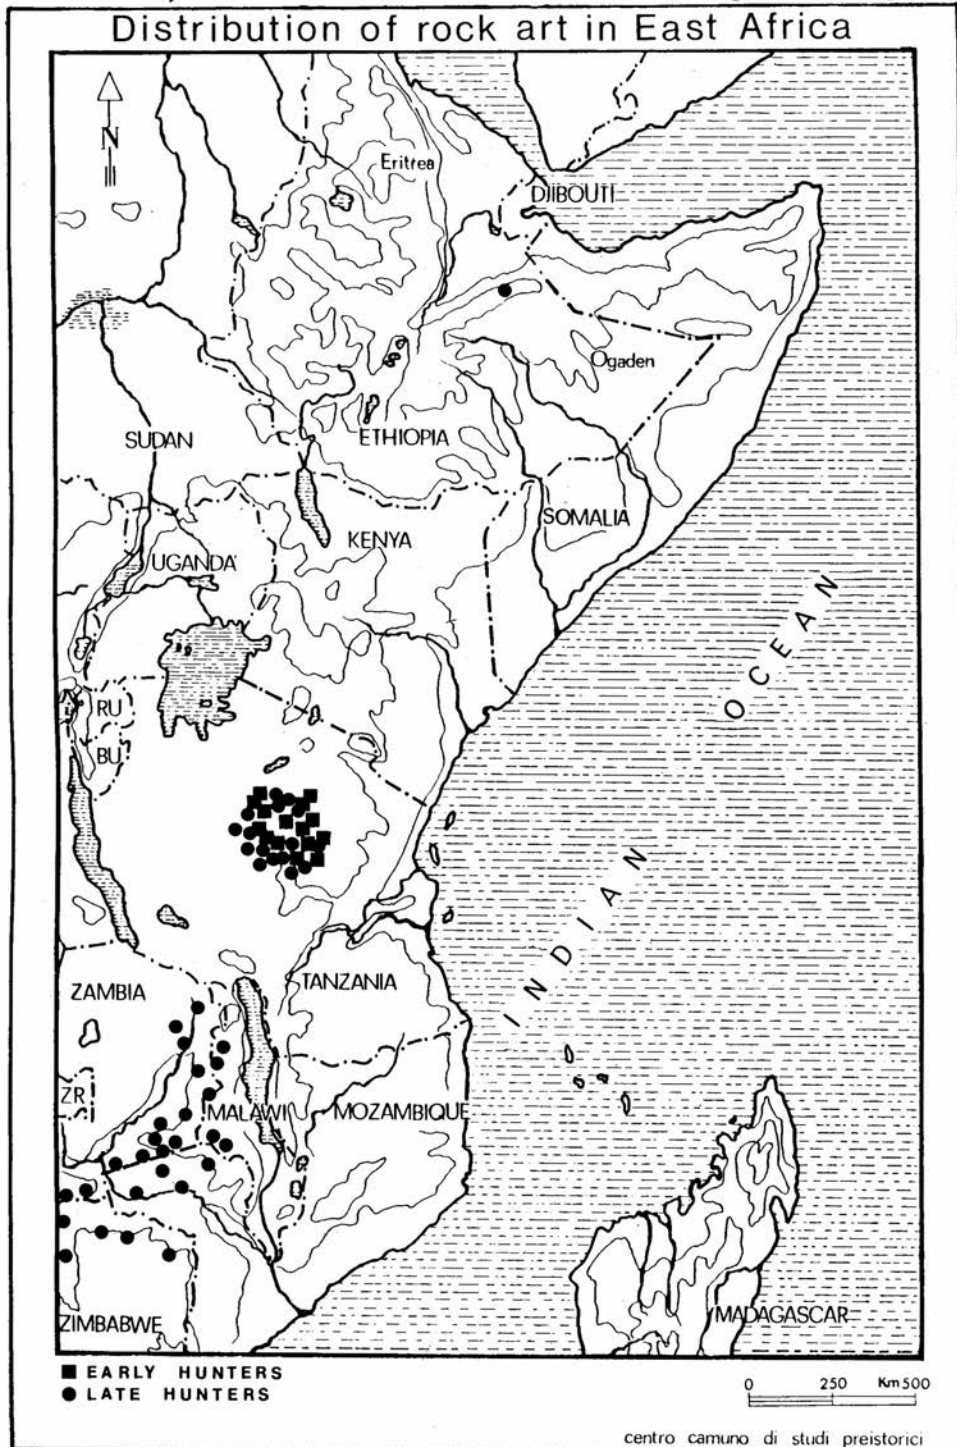 Distribution of rock art in East Africa
N
Eritrea
DJIBOUTI
Ogaden
SUDAN
ETHIOPIA
SOMALIA
KENYA
UGANDA
OCEAN
RU
BU
INDIAN
TANZANIA
ZAMBIA
ZR
MALAWI
MOZAMBIQUE
MADAGASCAR
ZIMBABWE
EARLY HUNTERS
LATE HUNTERS
0 250 Km 500
centro camuno di studi preistorici